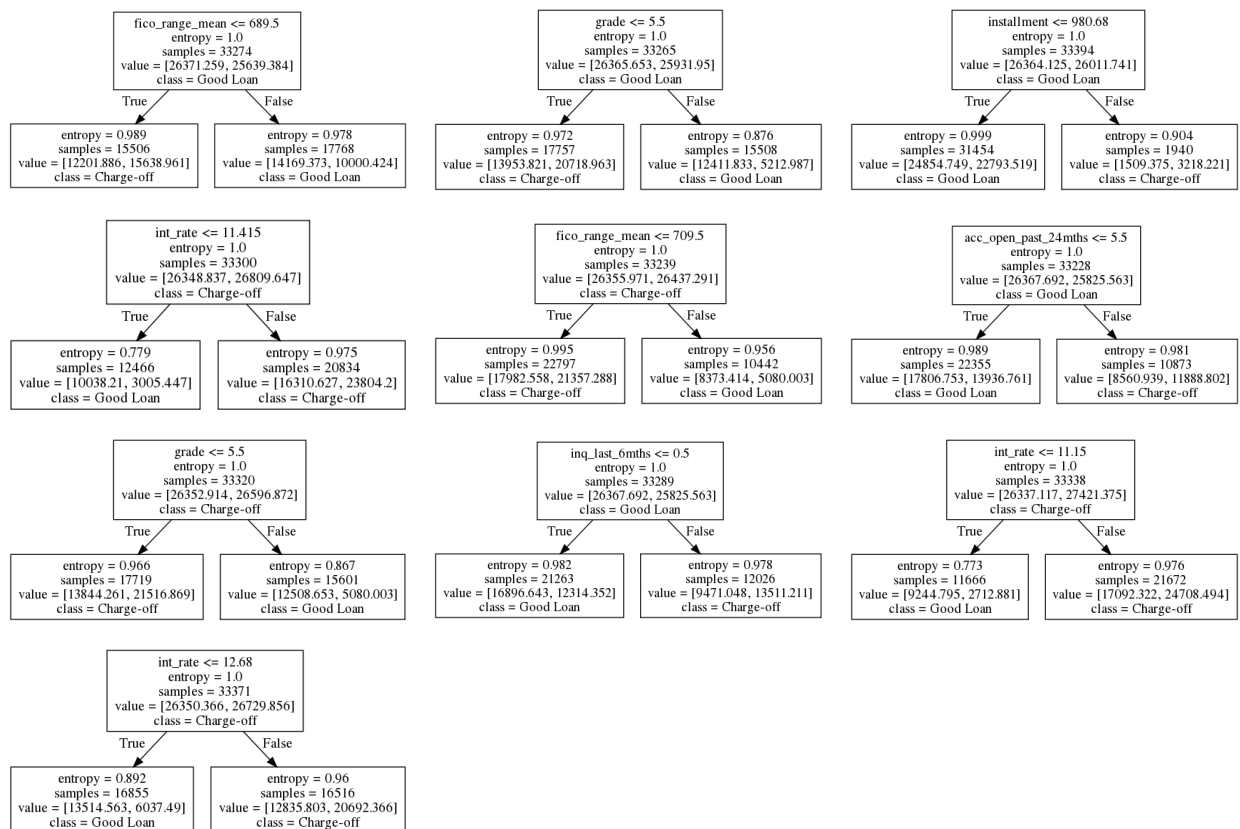 fico_range_mean <= 689.5
entropy = 1.0
samples = 33274
value = [26371.259, 25639.384]
class = Good Loan
True
False
entropy = 0.989
samples = 15506
value = [12201.886, 15638.961]
class = Charge-off
entropy = 0.978
samples = 17768
value = [14169.373, 10000.424]
class = Good Loan
grade <= 5.5
entropy = 1.0
samples = 33265
value = [26365.653, 25931.95]
class = Good Loan
True
False
entropy = 0.972
samples = 17757
value = [13953.821, 20718.963]
class = Charge-off
entropy = 0.876
samples = 15508
value = [12411.833, 5212.987]
class = Good Loan
installment <= 980.68
entropy = 1.0
samples = 33394
value = [26364.125, 26011.741]
class = Good Loan
True
False
entropy = 0.999
samples = 31454
value = [24854.749, 22793.519]
class = Good Loan
entropy = 0.904
samples = 1940
value = [1509.375, 3218.221]
class = Charge-off
int_rate <= 11.415
entropy = 1.0
samples = 33300
value = [26348.837, 26809.647]
class = Charge-off
True
False
entropy = 0.779
samples = 12466
value = [10038.21, 3005.447]
class = Good Loan
entropy = 0.975
samples = 20834
value = [16310.627, 23804.2]
class = Charge-off
fico_range_mean <= 709.5
entropy = 1.0
samples = 33239
value = [26355.971, 26437.291]
class = Charge-off
True
False
entropy = 0.995
samples = 22797
value = [17982.558, 21357.288]
class = Charge-off
entropy = 0.956
samples = 10442
value = [8373.414, 5080.003]
class = Good Loan
acc_open_past_24mths <= 5.5
entropy = 1.0
samples = 33228
value = [26367.692, 25825.563]
class = Good Loan
True
False
entropy = 0.989
samples = 22355
value = [17806.753, 13936.761]
class = Good Loan
entropy = 0.981
samples = 10873
value = [8560.939, 11888.802]
class = Charge-off
grade <= 5.5
entropy = 1.0
samples = 33320
value = [26352.914, 26596.872]
class = Charge-off
True
False
entropy = 0.966
samples = 17719
value = [13844.261, 21516.869]
class = Charge-off
entropy = 0.867
samples = 15601
value = [12508.653, 5080.003]
class = Good Loan
inq_last_6mths <= 0.5
entropy = 1.0
samples = 33289
value = [26367.692, 25825.563]
class = Good Loan
True
False
entropy = 0.982
samples = 21263
value = [16896.643, 12314.352]
class = Good Loan
entropy = 0.978
samples = 12026
value = [9471.048, 13511.211]
class = Charge-off
int_rate <= 11.15
entropy = 1.0
samples = 33338
value = [26337.117, 27421.375]
class = Charge-off
True
False
entropy = 0.773
samples = 11666
value = [9244.795, 2712.881]
class = Good Loan
entropy = 0.976
samples = 21672
value = [17092.322, 24708.494]
class = Charge-off
int_rate <= 12.68
entropy = 1.0
samples = 33371
value = [26350.366, 26729.856]
class = Charge-off
True
False
entropy = 0.892
samples = 16855
value = [13514.563, 6037.49]
class = Good Loan
entropy = 0.96
samples = 16516
value = [12835.803, 20692.366]
class = Charge-off